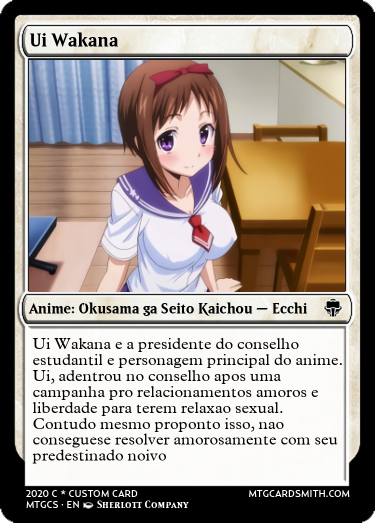 Ui Wakana
Anime: Okusama ga Seito Kaichou — Ecchi
Ui Wakana e a presidente do conselho
estudantil e personagem principal do anime.
Ui, adentrou no conselho apos uma
campanha pro relacionamentos amoros e
liberdade para terem relaxao sexual.
Contudo mesmo proponto isso, nao
conseguese resolver amorosamente com seu
predestinado noivo
2020 C * CUSTOM CARD
MTGCARDSMITH.COM
MTGCS · EN SHERLOTT COMPANY